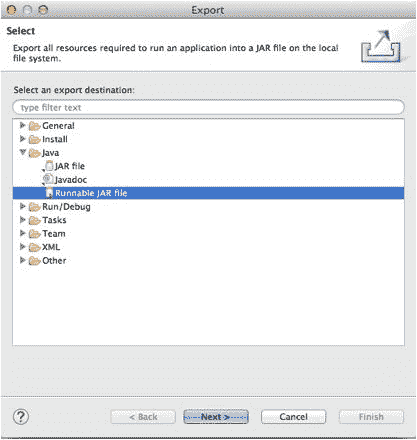 Export
Select
Export all resources required to run an application into a JAR file on the local
file system.
Select an export destination:
type filter text
General
Install
Java
JAR file
Javadoc
Runnable JAR file
Run/Debug
Tasks
Team
XML
Other
?
< Back
Next >
Cancel
Finish